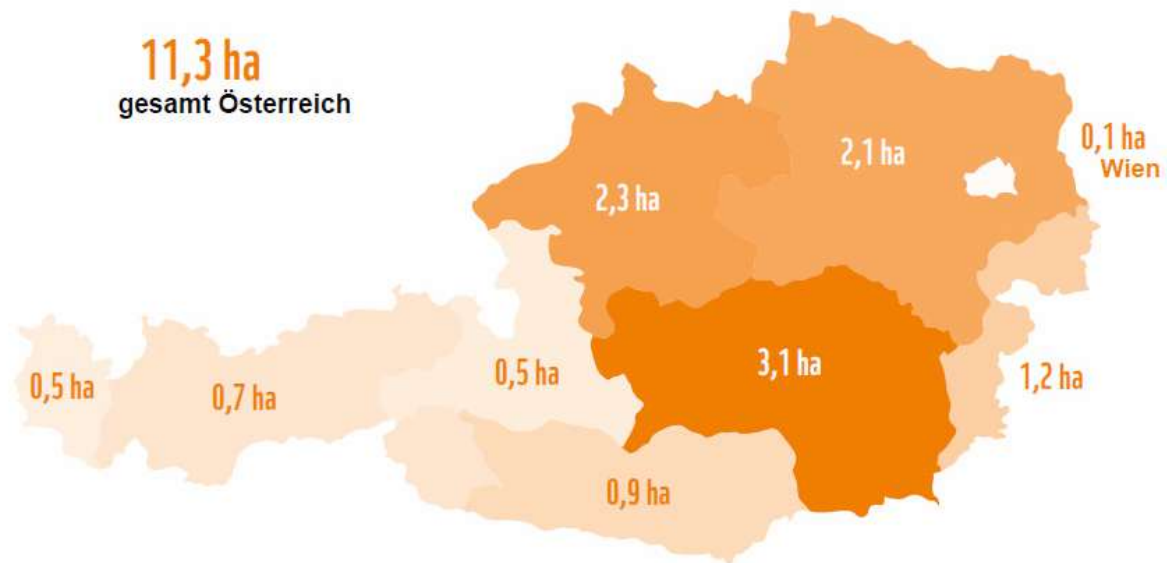 11,3 ha
gesamt Österreich
0,1 ha
Wien
2,1 ha
2,3 ha
3,1 ha
0,5 ha
0,7 ha
0,5 ha
1,2 ha
0,9 ha